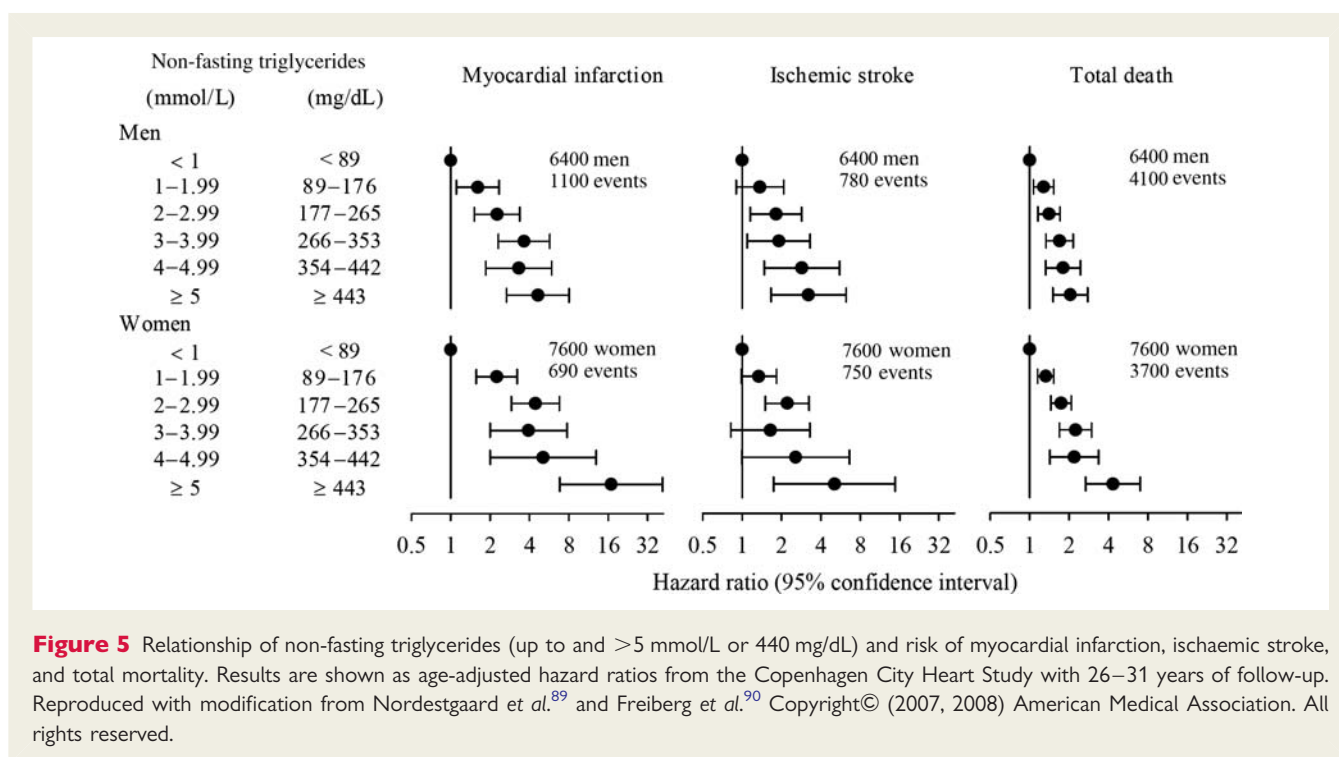 Non-fasting triglycerides
(mmol/L) (mg/dL)
Myocardial infarction Ischemic stroke Total death
Men
< 1 < 89
1–1.99 89–176
2–2.99 177–265
3–3.99 266–353
4–4.99 354–442
≥ 5 ≥ 443
6400 men 6400 men 6400 men
1100 events 780 events 4100 events
Women
< 1 < 89
1–1.99 89–176
2–2.99 177–265
3–3.99 266–353
4–4.99 354–442
≥ 5 ≥ 443
7600 women 7600 women 7600 women
690 events 750 events 3700 events
0.5 1 2 4 8 16 32 0.5 1 2 4 8 16 32 0.5 1 2 4 8 16 32
Hazard ratio (95% confidence interval)
Figure 5 Relationship of non-fasting triglycerides (up to and >5 mmol/L or 440 mg/dL) and risk of myocardial infarction, ischaemic stroke,
and total mortality. Results are shown as age-adjusted hazard ratios from the Copenhagen City Heart Study with 26–31 years of follow-up.
Reproduced with modification from Nordestgaard et al.89 and Freiberg et al.90 Copyright© (2007, 2008) American Medical Association. All
rights reserved.